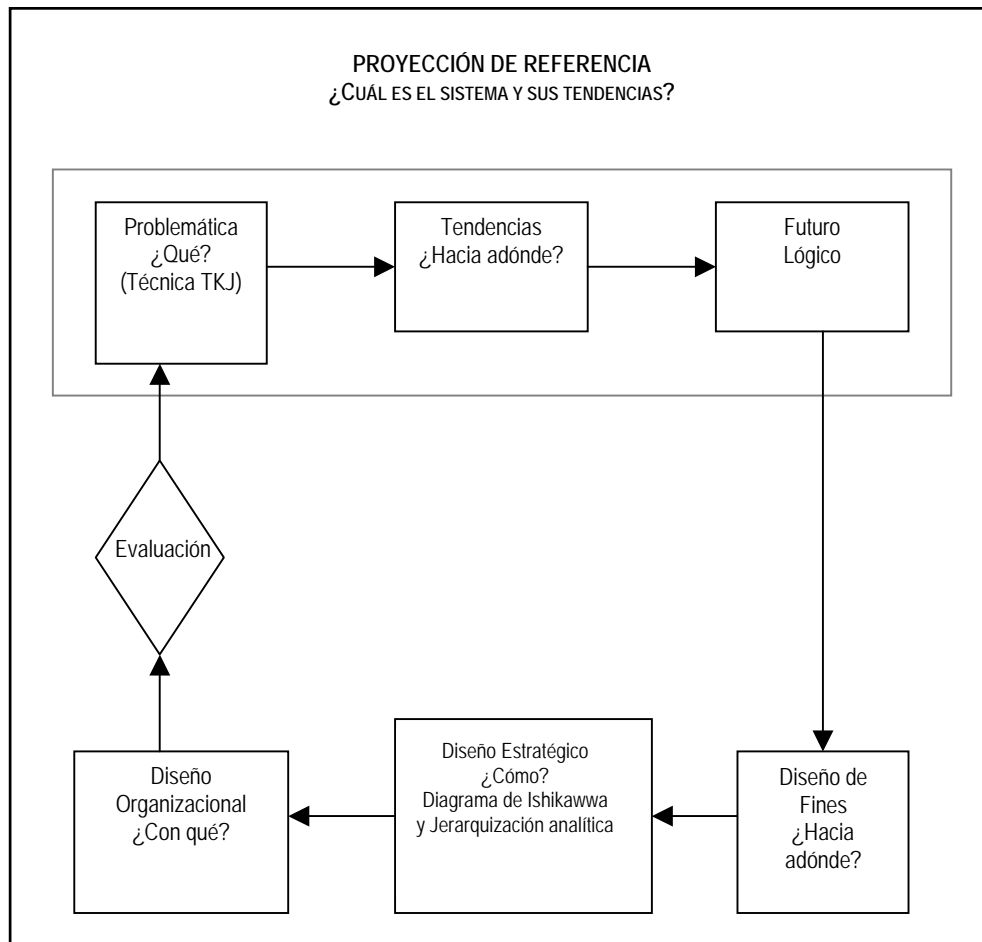 PROYECCIÓN DE REFERENCIA
¿CUÁL ES EL SISTEMA Y SUS TENDENCIAS?
Problemática
¿Qué?
(Técnica TKJ)
Tendencias
¿Hacia adónde?
Futuro
Lógico
Evaluación
Diseño
Organizacional
¿Con qué?
Diseño Estratégico
¿Cómo?
Diagrama de Ishikawwa
y Jerarquización analítica
Diseño de
Fines
¿Hacia
adónde?